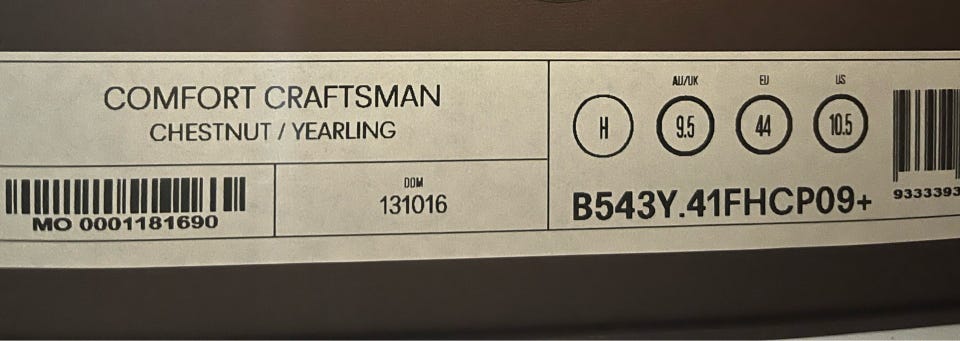 COMFORT CRAFTSMAN
CHESTNUT / YEARLING
MO 0001181690
DOM
131016
AU/UK
EU
US
H
9.5
44
10.5
B543Y.41FHCP09+
9333393